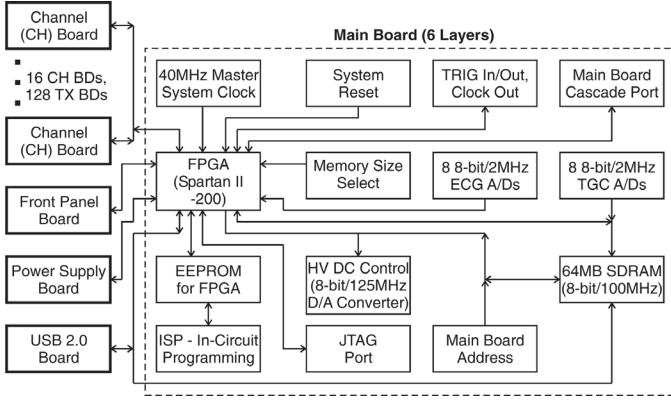 Channel
(CH) Board
16 CH BDs,
128 TX BDs
Channel
(CH) Board
Front Panel
Board
Power Supply
Board
USB 2.0
Board
Main Board (6 Layers)
40MHz Master
System Clock
System
Reset
TRIG In/Out,
Clock Out
Main Board
Cascade Port
FPGA
(Spartan II
-200)
Memory Size
Select
8 8-bit/2MHz
ECG A/Ds
8 8-bit/2MHz
TGC A/Ds
EEPROM
for FPGA
HV DC Control
(8-bit/125MHz
D/A Converter)
64MB SDRAM
(8-bit/100MHz)
ISP - In-Circuit
Programming
JTAG
Port
Main Board
Address